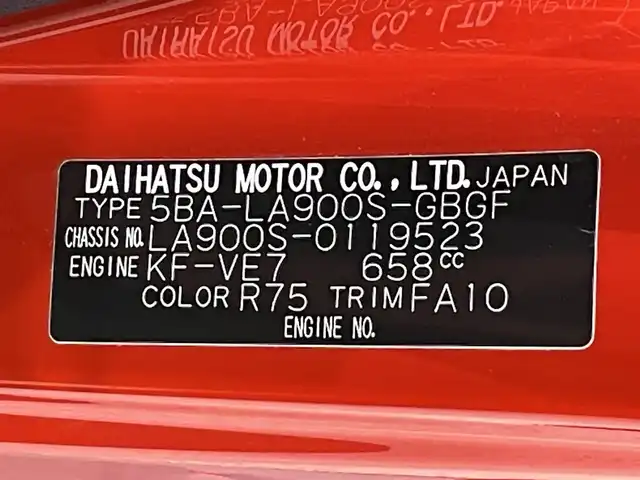 DAIHATSU MOTOR CO., LTD. JAPAN
TYPE 5BA-LA900S-GBGF
CHASSIS NO. LA900S-0119523
ENGINE KF-VE7 658cc
COLOR R75 TRIM FA10
ENGINE NO.